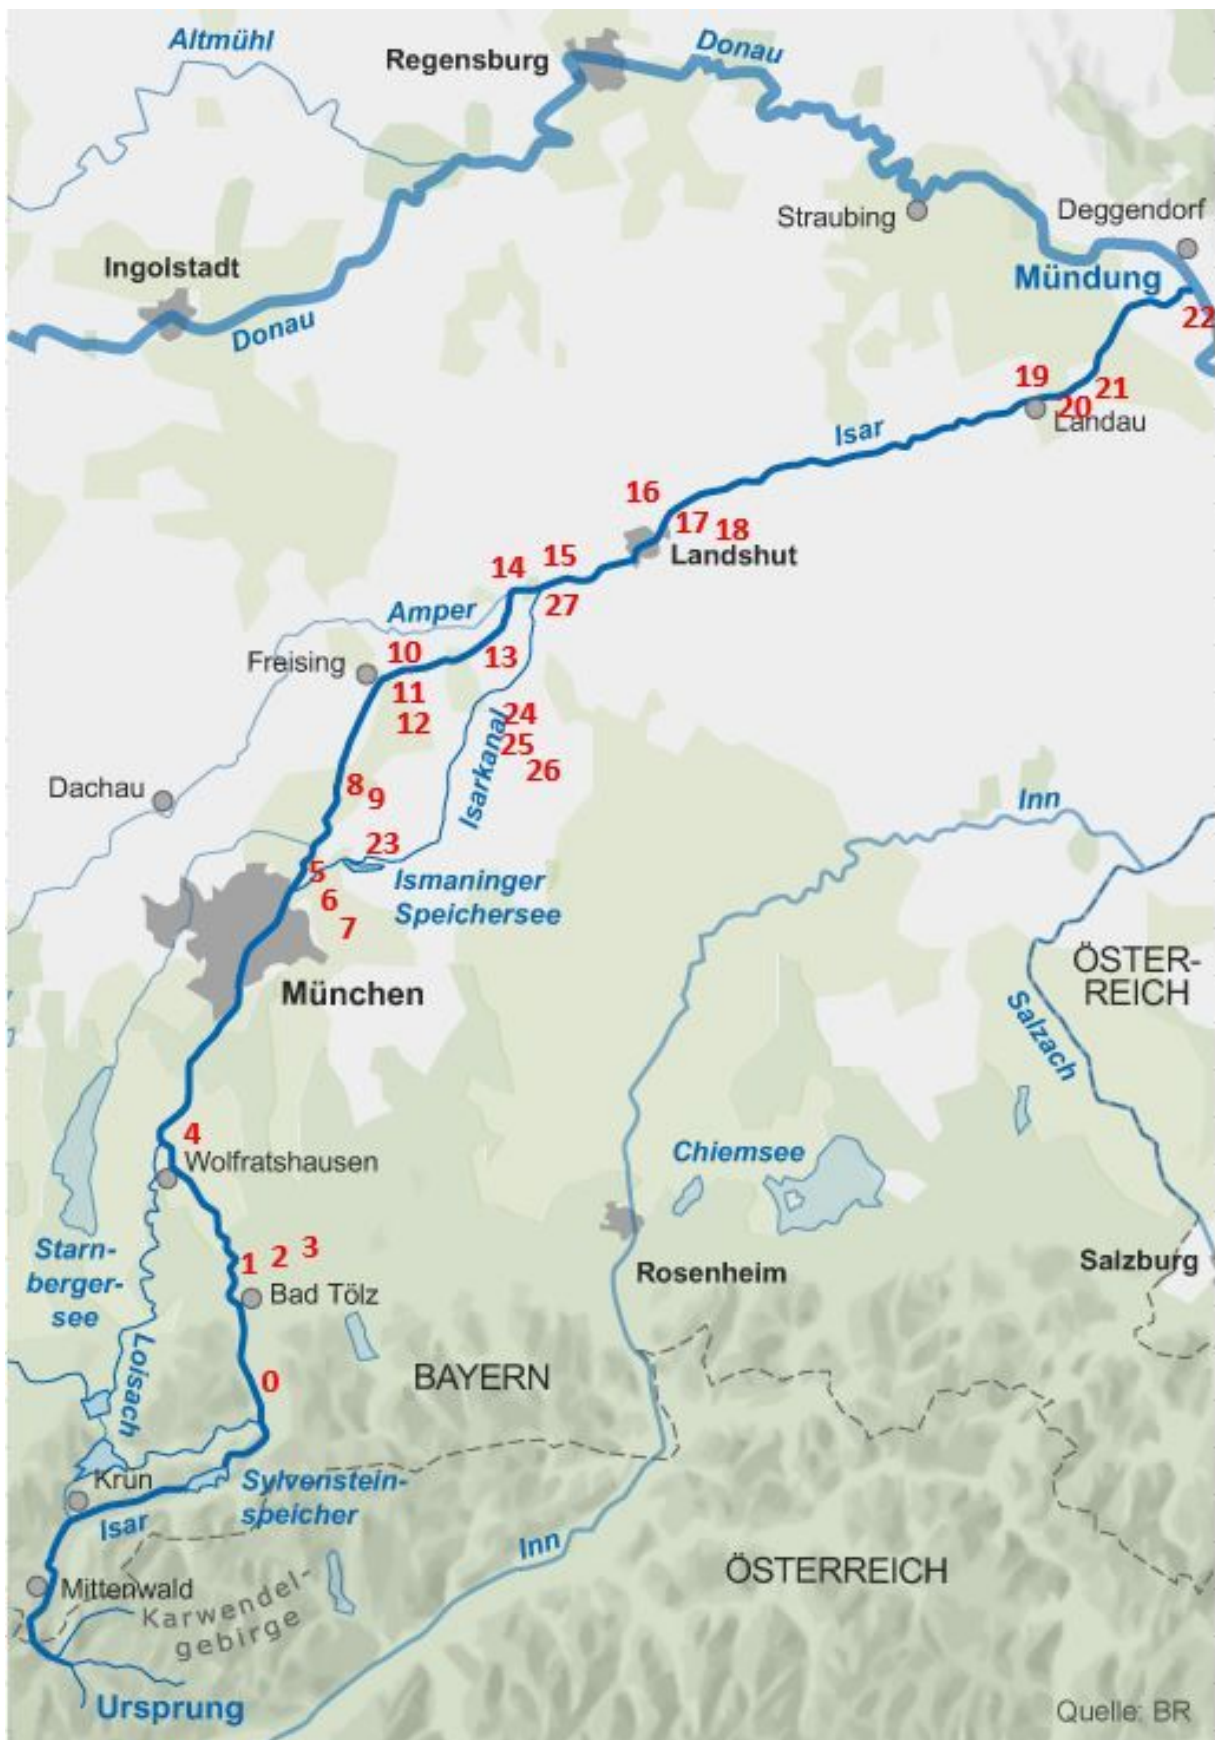 Altmühl
Regensburg
Donau
Straubing
Deggendorf
Ingolstadt
Mündung
Donau
22
19
21
20
Landau
Isar
16
17
18
Landshut
15
14
27
Amper
10
Freising
13
11
12
24
25
26
Isarkanal
8
9
Dachau
Inn
23
5
Ismaninger
Speichersee
6
7
München
ÖSTER-
REICH
Salzach
4
Wolfratshausen
Chiemsee
Starn-
berger-
see
1
2
3
Bad Tölz
Rosenheim
Salzburg
Loisach
0
BAYERN
Krün
Sylvenstein-
speicher
Isar
Inn
ÖSTERREICH
Mittenwald
Karwendel-
gebirge
Ursprung
Quelle: BR